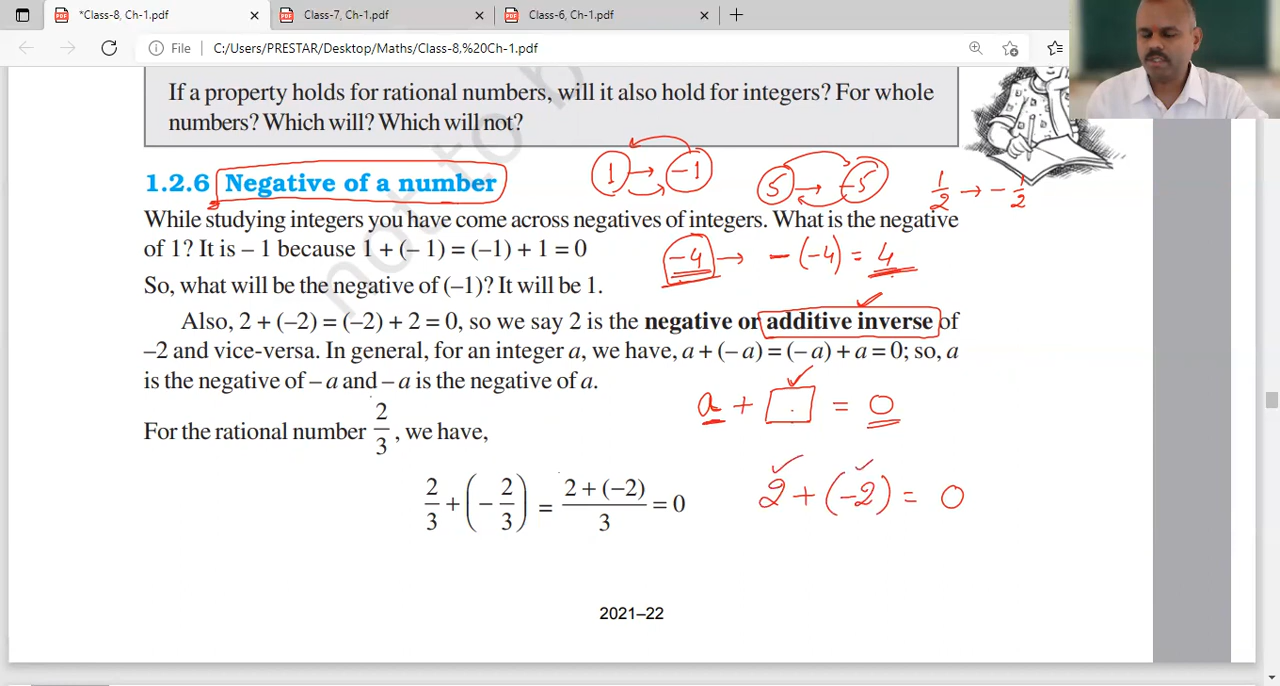 *Class-8, Ch-1.pdf
Class-7, Ch-1.pdf
Class-6, Ch-1.pdf
File | C:/Users/PRESTAR/Desktop/Maths/Class-8,%20Ch-1.pdf
If a property holds for rational numbers, will it also hold for integers? For whole
numbers? Which will? Which will not?
1 → -1
5 → -5
1/2 → -1/2
1.2.6 Negative of a number
While studying integers you have come across negatives of integers. What is the negative
of 1? It is – 1 because 1 + (– 1) = (–1) + 1 = 0
-4 → -(-4) = 4
So, what will be the negative of (–1)? It will be 1.
Also, 2 + (–2) = (–2) + 2 = 0, so we say 2 is the negative or additive inverse of
–2 and vice-versa. In general, for an integer a, we have, a + (– a) = (– a) + a = 0; so, a
is the negative of – a and – a is the negative of a.
a + □ = 0
For the rational number 2/3, we have,
2/3 + (– 2/3) = 2 + (–2)/3 = 0
2 + (-2) = 0
2021–22
not to b